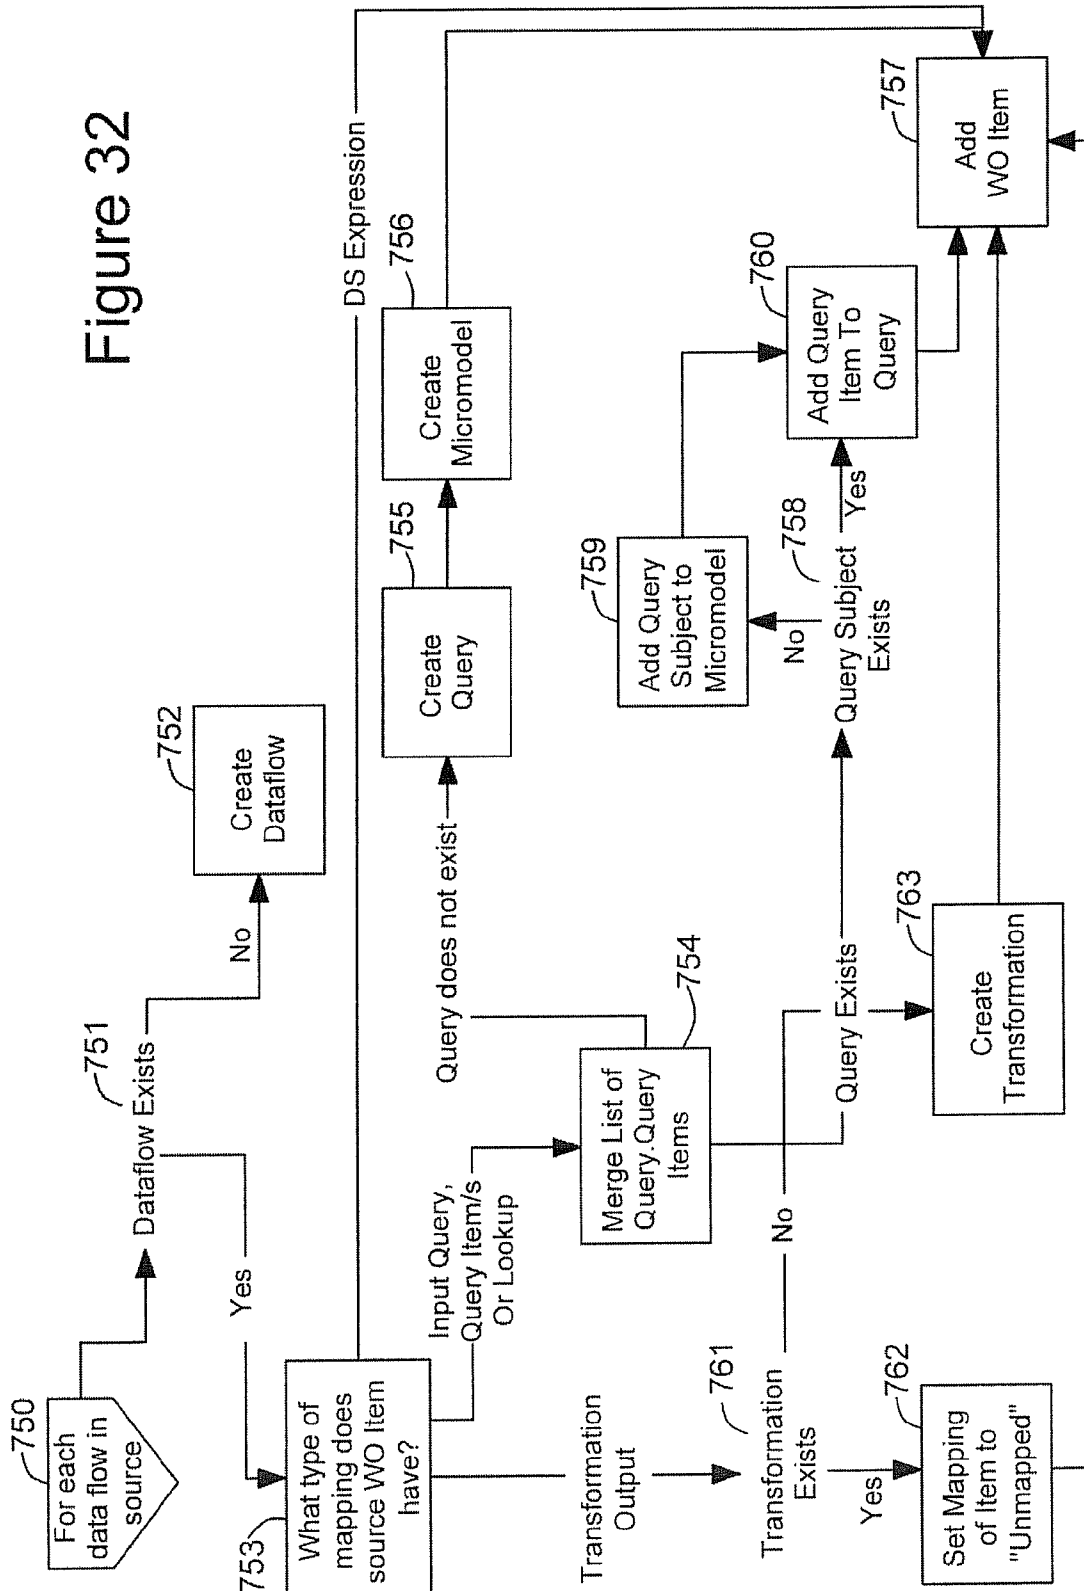 Figure 32
750
For each
data flow in
source
751
Dataflow Exists
No
752
Create
Dataflow
Yes
753
What type of
mapping does
source WO Item
have?
DS Expression
Input Query,
Query Item/s
Or Lookup
754
Merge List of
Query.Query
Items
Query does not exist
755
Create
Query
756
Create
Micromodel
757
Add
WO Item
Query Exists
Query Subject
Exists
758
No
Yes
759
Add Query
Subject to
Micromodel
760
Add Query
Item To
Query
Transformation
Output
761
Transformation
Exists
No
763
Create
Transformation
Yes
762
Set Mapping
of Item to
"Unmapped"